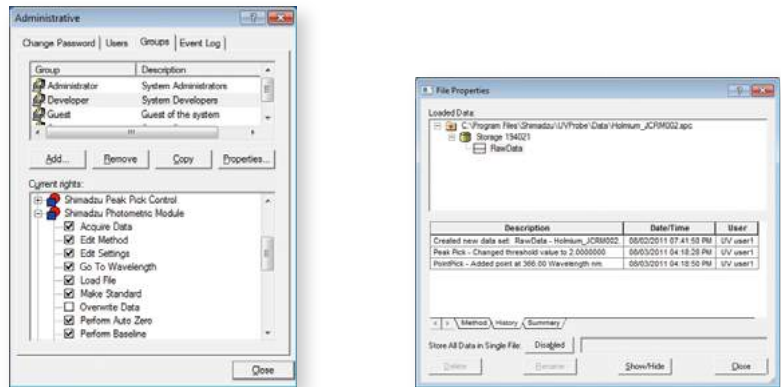 Administrative
Change Password Users Groups Event Log
Group Description
Administrator System Administrators
Developer System Developers
Guest Guest of the system
Add... Remove Copy Properties...
Current rights:
Shimadzu Peak Pick Control
Shimadzu Photometric Module
Acquire Data
Edit Method
Edit Settings
Go To Wavelength
Load File
Make Standard
Overwrite Data
Perform Auto Zero
Perform Baseline
Close
File Properties
Loaded Data:
C:\Program Files\Shimadzu\UVProbe\Data\Holmium_JCRM002.spc
Storage 194021
RawData
Description Date/Time User
Created new data set: RawData - Holmium_JCRM002. 08/02/2011 07:41:50 PM UV user1
Peak Pick - Changed threshold value to 2.0000000 08/03/2011 04:18:28 PM UV user1
PointPick - Added point at 366.00 Wavelength nm. 08/03/2011 04:18:50 PM UV user1
Method History Summary
Store All Data in Single File: Disabled
Delete Rename Show/Hide Close